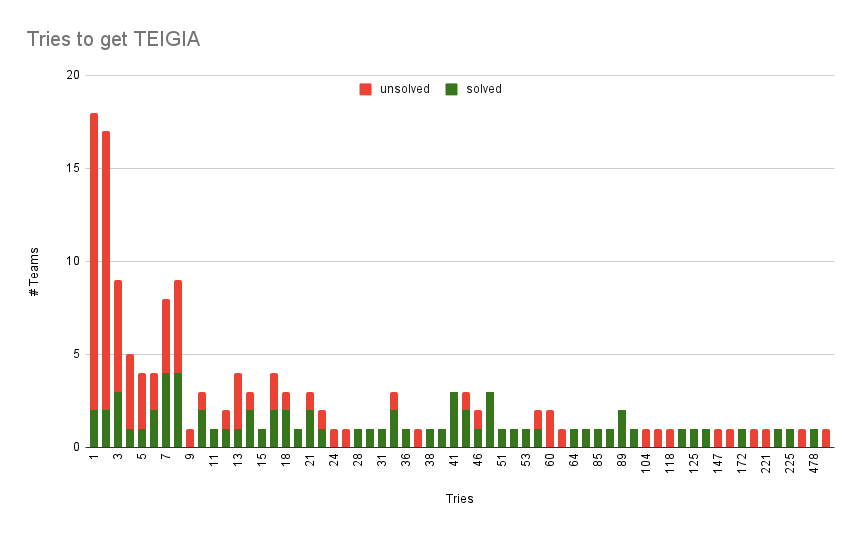 Tries to get TEIGIA
unsolved
solved
# Teams
20
15
10
5
0
1 3 5 7 9 11 13 15 18 21 24 28 31 36 38 41 46 51 53 60 64 85 89 104 118 125 147 172 221 225 478
Tries